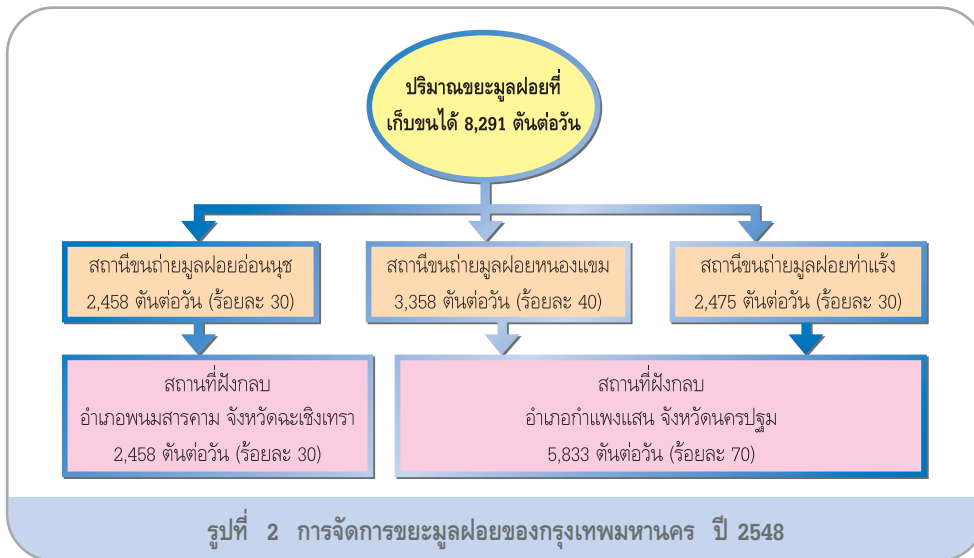 ปริมาณขยะมูลฝอยที่
เก็บขนได้ 8,291 ตันต่อวัน
สถานีขนถ่ายมูลฝอยอ่อนนุช
2,458 ตันต่อวัน (ร้อยละ 30)
สถานีขนถ่ายมูลฝอยหนองแขม
3,358 ตันต่อวัน (ร้อยละ 40)
สถานีขนถ่ายมูลฝอยท่าแร้ง
2,475 ตันต่อวัน (ร้อยละ 30)
สถานที่ฝังกลบ
อำเภอพนมสารคาม จังหวัดฉะเชิงเทรา
2,458 ตันต่อวัน (ร้อยละ 30)
สถานที่ฝังกลบ
อำเภอกำแพงแสน จังหวัดนครปฐม
5,833 ตันต่อวัน (ร้อยละ 70)
รูปที่ 2 การจัดการขยะมูลฝอยของกรุงเทพมหานคร ปี 2548